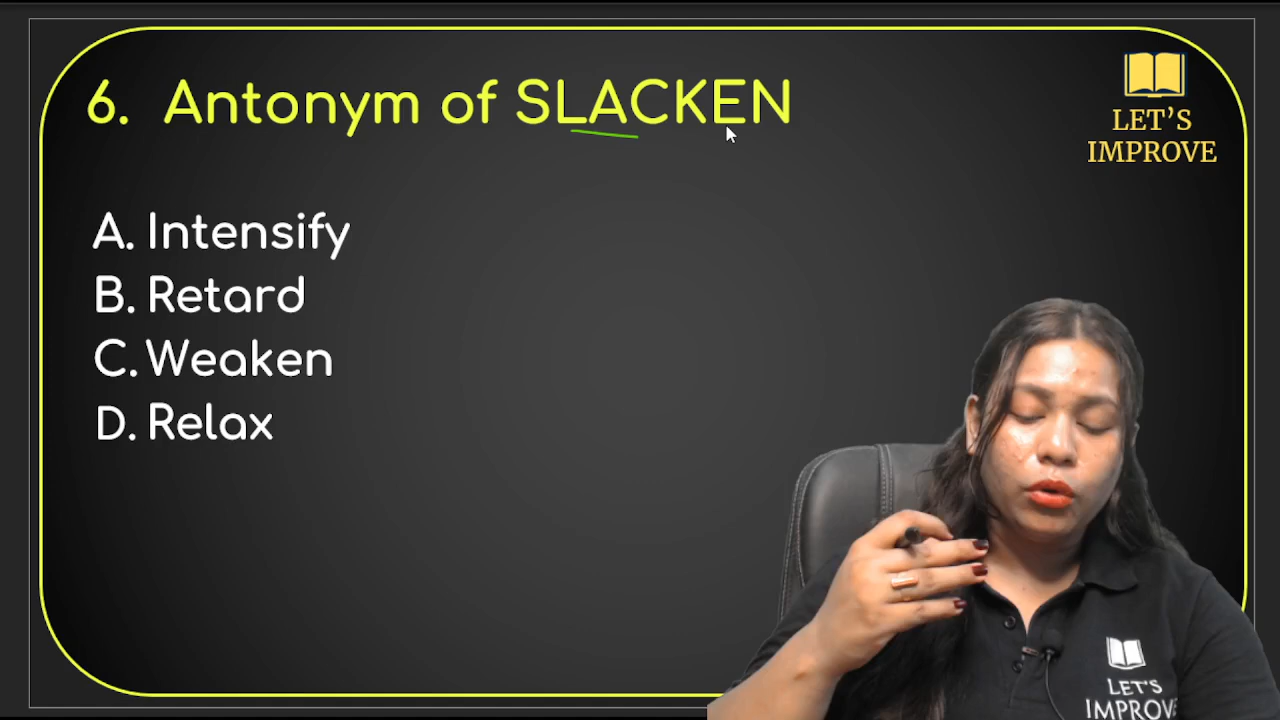 6. Antonym of SLACKEN
LET'S
IMPROVE
A. Intensify
B. Retard
C. Weaken
D. Relax
LET'S
IMPROVE